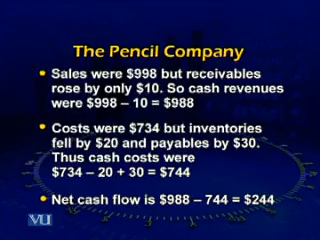 The Pencil Company
• Sales were $998 but receivables
rose by only $10. So cash revenues
were $998 – 10 = $988
• Costs were $734 but inventories
fell by $20 and payables by $30.
Thus cash costs were
$734 – 20 + 30 = $744
• Net cash flow is $988 – 744 = $244
VU